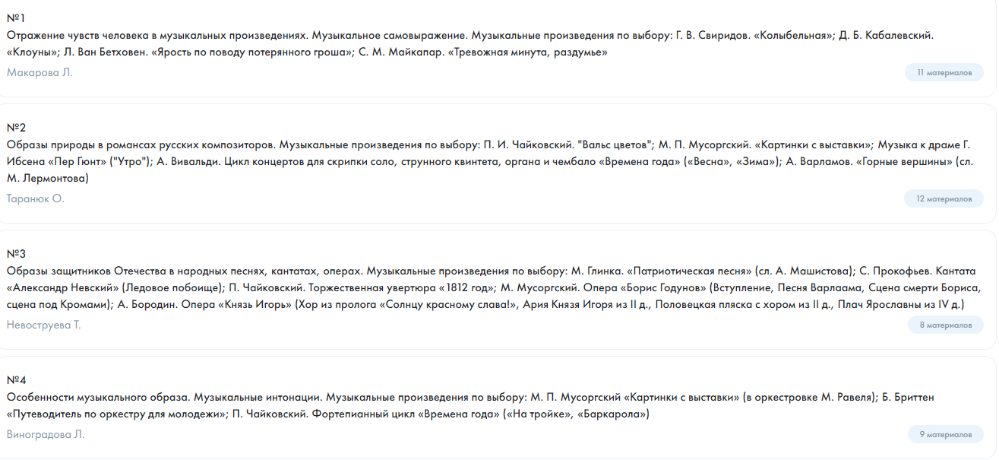 №1
Отражение чувств человека в музыкальных произведениях. Музыкальное самовыражение. Музыкальные произведения по выбору: Г. В. Свиридов. «Колыбельная»; Д. Б. Кабалевский.
«Клоуны»; Л. Ван Бетховен. «Ярость по поводу потерянного гроша»; С. М. Майкапар. «Тревожная минута, раздумье»
Макарова Л.
11 материалов
№2
Образы природы в романсах русских композиторов. Музыкальные произведения по выбору: П. И. Чайковский. "Вальс цветов"; М. П. Мусоргский. «Картинки с выставки»; Музыка к драме Г.
Ибсена «Пер Гюнт» ("Утро"); А. Вивальди. Цикл концертов для скрипки соло, струнного квинтета, органа и чембало «Времена года» («Весна», «Зима»); А. Варламов. «Горные вершины» (сл.
М. Лермонтова)
Таранюк О.
12 материалов
№3
Образы защитников Отечества в народных песнях, кантатах, операх. Музыкальные произведения по выбору: М. Глинка. «Патриотическая песня» (сл. А. Машистова); С. Прокофьев. Кантата
«Александр Невский» (Ледовое побоище); П. Чайковский. Торжественная увертюра «1812 год»; М. Мусоргский. Опера «Борис Годунов» (Вступление, Песня Варлаама, Сцена смерти Бориса,
сцена под Кромами); А. Бородин. Опера «Князь Игорь» (Хор из пролога «Солнцу красному слава!», Ария Князя Игоря из II д., Половецкая пляска с хором из II д., Плач Ярославны из IV д.)
Невоструева Т.
8 материалов
№4
Особенности музыкального образа. Музыкальные интонации. Музыкальные произведения по выбору: М. П. Мусоргский «Картинки с выставки» (в оркестровке М. Равеля); Б. Бриттен
«Путеводитель по оркестру для молодежи»; П. Чайковский. Фортепианный цикл «Времена года» («На тройке», «Баркарола»)
Виноградова Л.
9 материалов